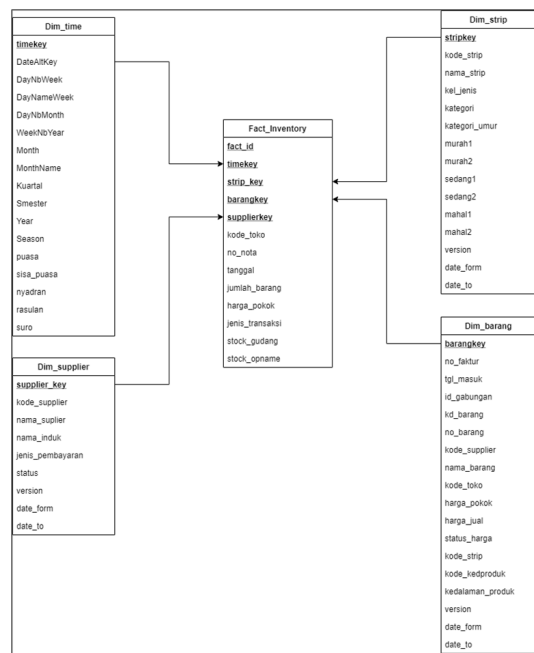 Dim_time
timekey
DateAltKey
DayNbWeek
DayNameWeek
DayNbMonth
WeekNbYear
Month
MonthName
Kuartal
Smester
Year
Season
puasa
sisa_puasa
nyadran
rasulan
suro
Dim_supplier
supplier_key
kode_supplier
nama_suplier
nama_induk
jenis_pembayaran
status
version
date_form
date_to
Fact_Inventory
fact_id
timekey
strip_key
barangkey
supplierkey
kode_toko
no_nota
tanggal
jumlah_barang
harga_pokok
jenis_transaksi
stock_gudang
stock_opname
Dim_strip
stripkey
kode_strip
nama_strip
kel_jenis
kategori
kategori_umur
murah1
murah2
sedang1
sedang2
mahal1
mahal2
version
date_form
date_to
Dim_barang
barangkey
no_faktur
tgl_masuk
id_gabungan
kd_barang
no_barang
kode_supplier
nama_barang
kode_toko
harga_pokok
harga_jual
status_harga
kode_strip
kode_kedproduk
kedalaman_produk
version
date_form
date_to